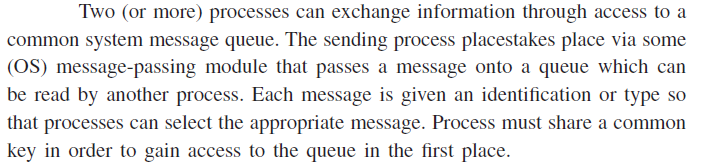 Two (or more) processes can exchange information through access to a
common system message queue. The sending process placestakes place via some
(OS) message-passing module that passes a message onto a queue which can
be read by another process. Each message is given an identification or type so
that processes can select the appropriate message. Process must share a common
key in order to gain access to the queue in the first place.